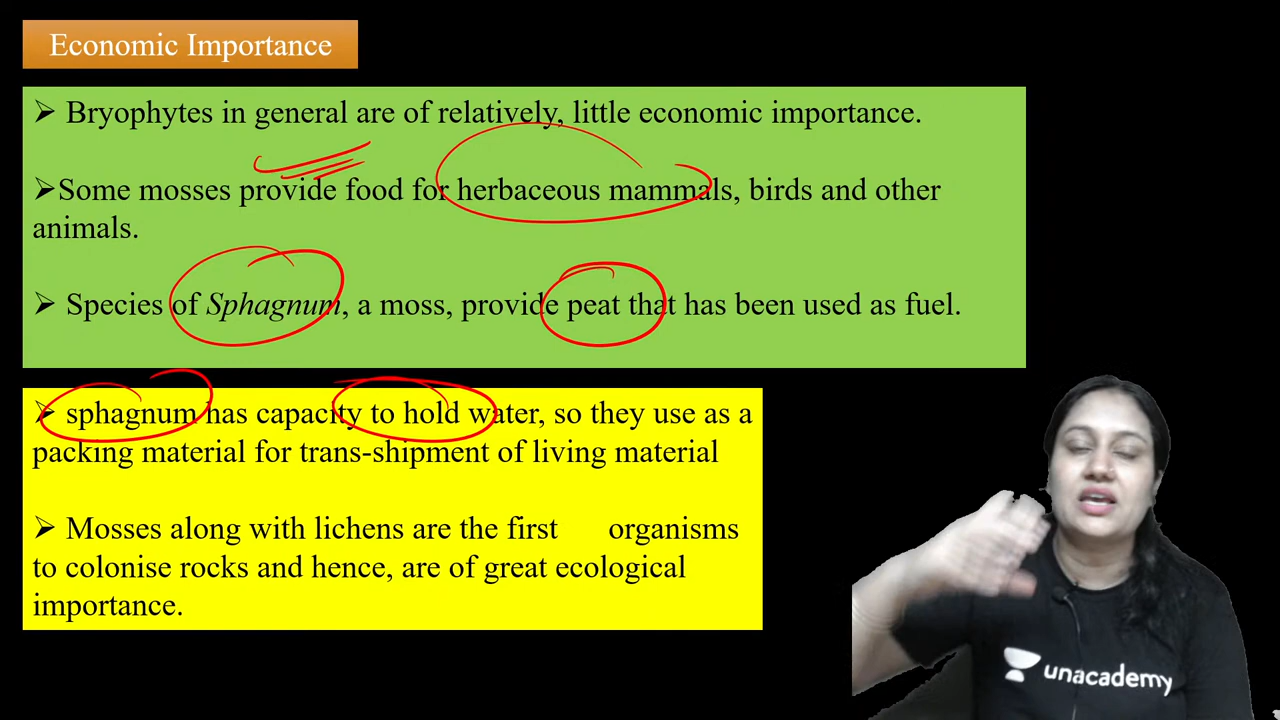 Economic Importance
➢ Bryophytes in general are of relatively, little economic importance.
➢Some mosses provide food for herbaceous mammals, birds and other
animals.
➢ Species of Sphagnum, a moss, provide peat that has been used as fuel.
➢ sphagnum has capacity to hold water, so they use as a
packing material for trans-shipment of living material
➢ Mosses along with lichens are the first organisms
to colonise rocks and hence, are of great ecological
importance.
unacademy